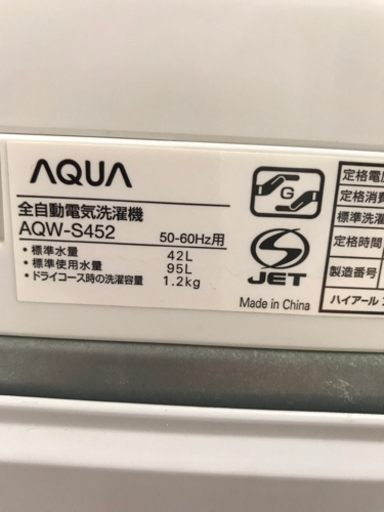 AQUA
全自動電気洗濯機
AQW-S452 50-60Hz用
・標準水量 42L
・標準使用水量 95L
・ドライコース時の洗濯容量 1.2kg
G
S
JET
Made in China
定格電
定格消費
標準洗濯
定格時間
製造番号
ハイアール